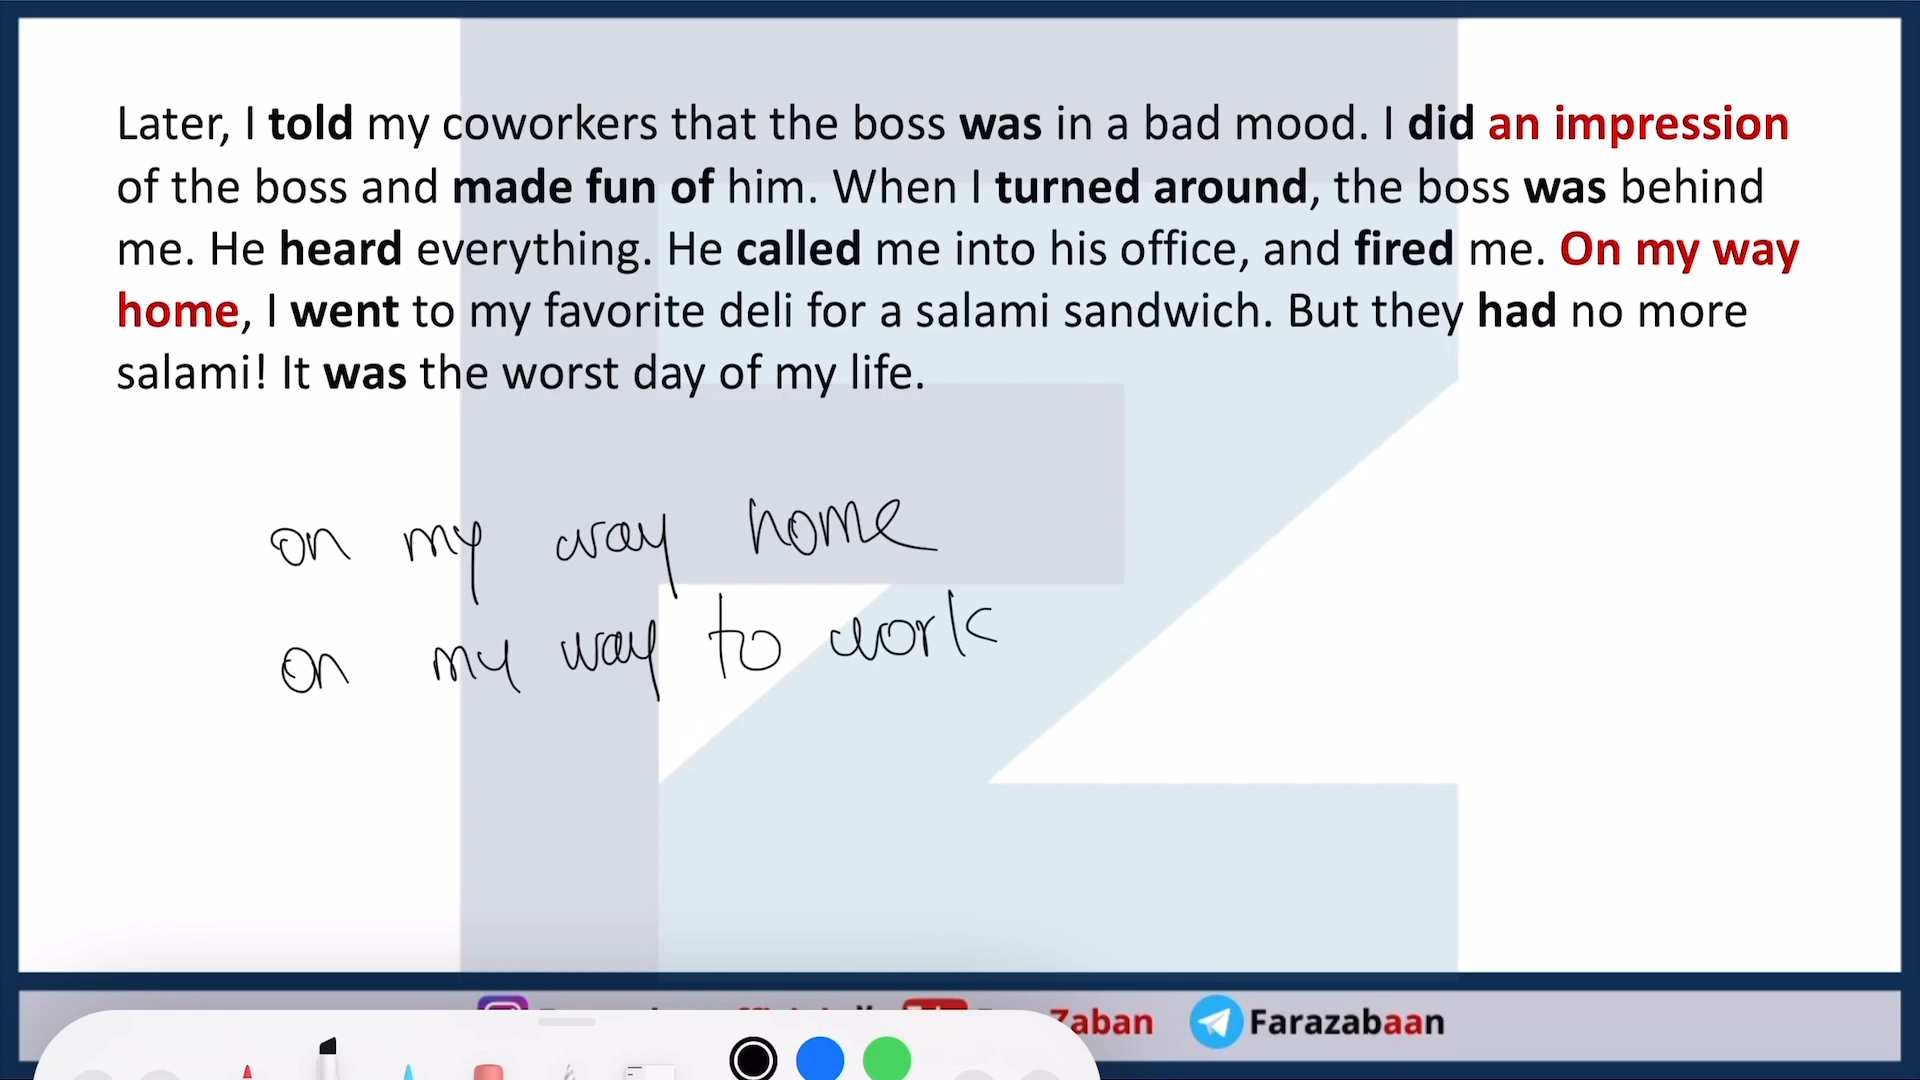 Later, I told my coworkers that the boss was in a bad mood. I did an impression
of the boss and made fun of him. When I turned around, the boss was behind
me. He heard everything. He called me into his office, and fired me. On my way
home, I went to my favorite deli for a salami sandwich. But they had no more
salami! It was the worst day of my life.
on my way home
on my way to work
Zaban Farazabaan